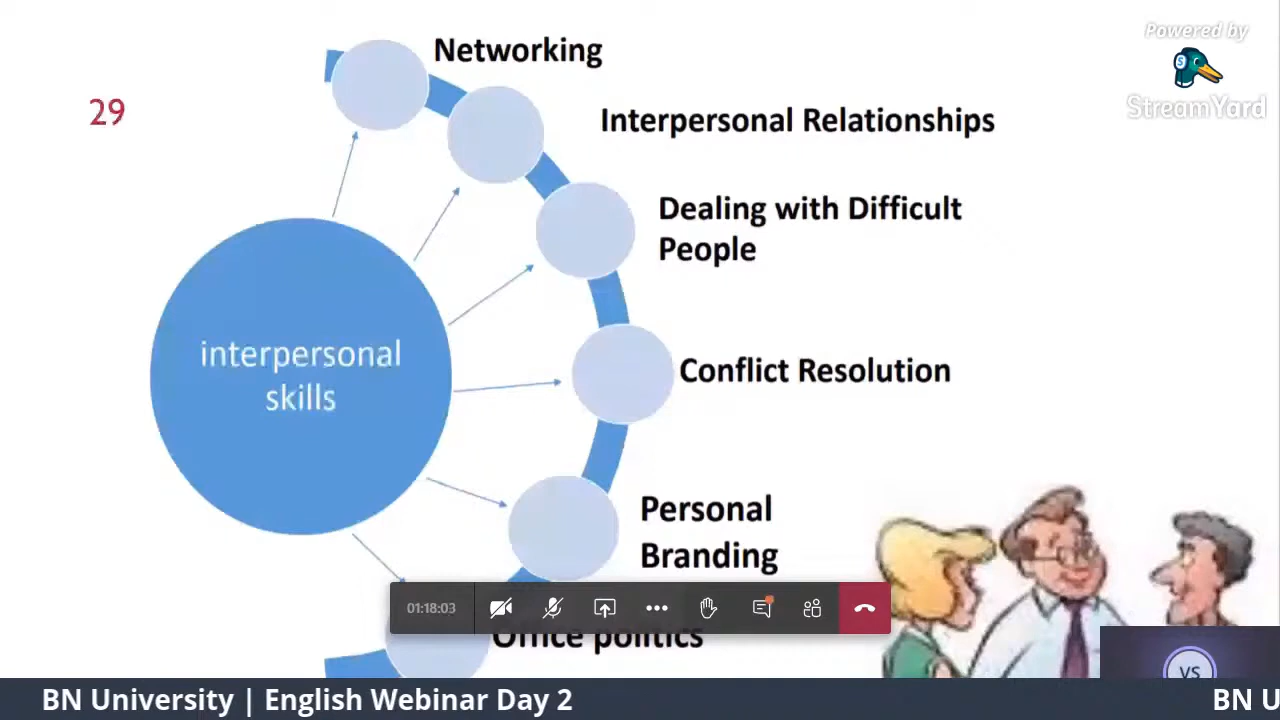 Powered by
StreamYard
29
Networking
Interpersonal Relationships
Dealing with Difficult
People
interpersonal
skills
Conflict Resolution
Personal
Branding
01:18:03
Office politics
VS
BN University | English Webinar Day 2
BN U